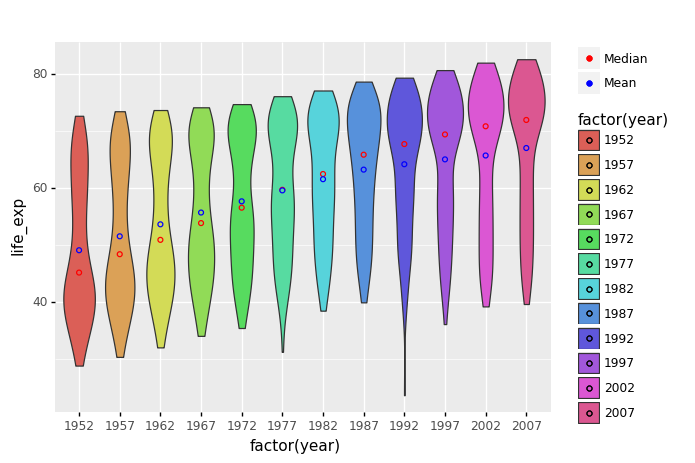 80
60
40
life_exp
1952 1957 1962 1967 1972 1977 1982 1987 1992 1997 2002 2007
factor(year)
Median
Mean
factor(year)
1952
1957
1962
1967
1972
1977
1982
1987
1992
1997
2002
2007